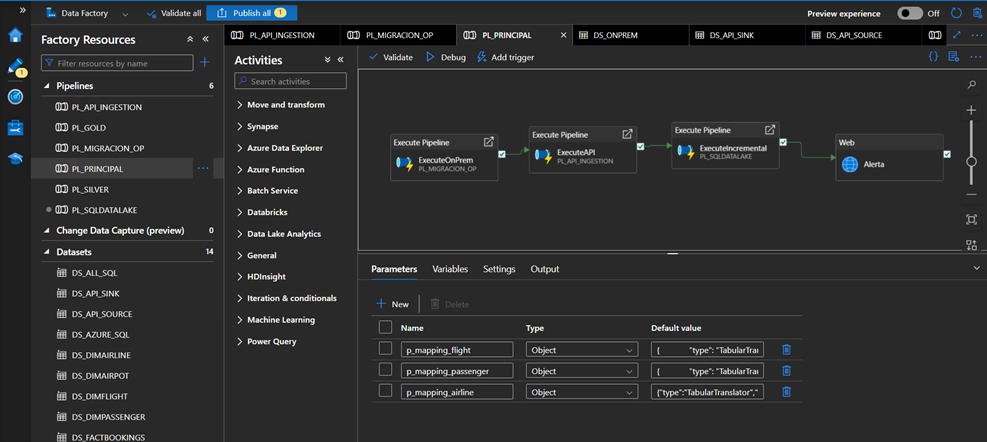 Data Factory
Validate all
Publish all 1
Preview experience
Off
Factory Resources
Filter resources by name
Pipelines 6
PL_API_INGESTION
PL_GOLD
PL_MIGRACION_OP
PL_PRINCIPAL
PL_SILVER
PL_SQLDATALAKE
Change Data Capture (preview) 0
Datasets 14
DS_ALL_SQL
DS_API_SINK
DS_API_SOURCE
DS_AZURE_SQL
DS_DIMAIRLINE
DS_DIMAIRPOT
DS_DIMFLIGHT
DS_DIMPASSENGER
DS_FACTBOOKINGS
1
PL_API_INGESTION
PL_MIGRACION_OP
PL_PRINCIPAL
DS_ONPREM
DS_API_SINK
DS_API_SOURCE
Activities
Search activities
Move and transform
Synapse
Azure Data Explorer
Azure Function
Batch Service
Databricks
Data Lake Analytics
General
HDInsight
Iteration & conditionals
Machine Learning
Power Query
Validate
Debug
Add trigger
Execute Pipeline
ExecuteOnPrem
PL_MIGRACION_OP
Execute Pipeline
ExecuteAPI
PL_API_INGESTION
Execute Pipeline
ExecuteIncremental
PL_SQLDATALAKE
Web
Alerta
Parameters Variables Settings Output
New Delete
Name Type Default value
p_mapping_flight Object { "type": "TabularTran
p_mapping_passenger Object { "type": "TabularTran
p_mapping_airline Object {"type":"TabularTranslator","